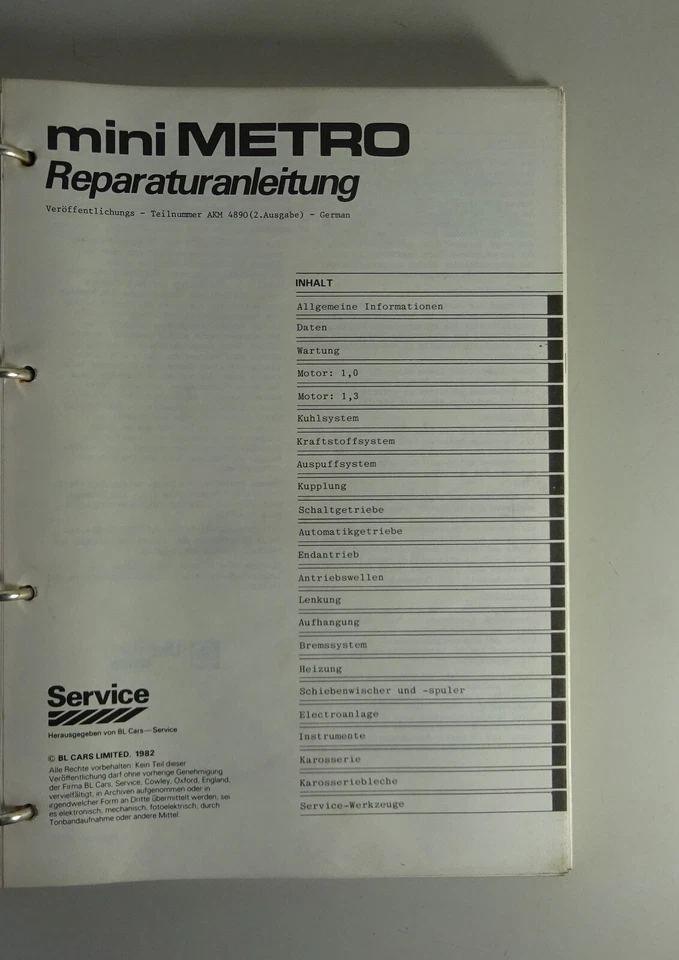 mini METRO
Reparaturanleitung
Veröffentlichungs - Teilnummer AKM 4890(2.Ausgabe) - German
INHALT
Allgemeine Informationen
Daten
Wartung
Motor: 1,0
Motor: 1,3
Kuhlsystem
Kraftstoffsystem
Auspuffsystem
Kupplung
Schaltgetriebe
Automatikgetriebe
Endantrieb
Antriebswellen
Lenkung
Aufhangung
Bremssystem
Heizung
Schiebenwischer und -spuler
Electroanlage
Instrumente
Karosserie
Karosseriebleche
Service-Werkzeuge
Service
Herausgegeben von BL Cars—Service
© BL CARS LIMITED. 1982
Alle Rechte vorbehalten. Kein Teil dieser
Veröffentlichung darf ohne vorherige Genehmigung
der Firma BL Cars, Service, Cowley, Oxford, England,
vervielfältigt, in Archiven aufgenommen oder in
irgendwelcher Form an Dritte übermittelt werden, sei
es elektronisch, mechanisch, fotoelektrisch, durch
Tonbandaufnahme oder andere Mittel.